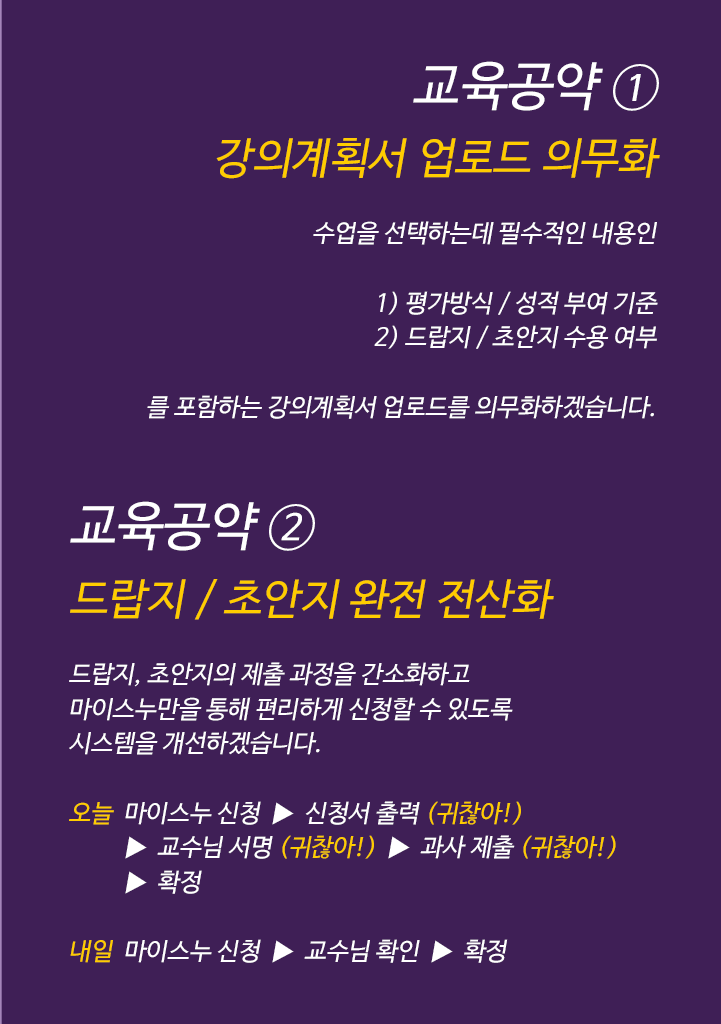 교육공약 ①
강의계획서 업로드 의무화
수업을 선택하는데 필수적인 내용인
1) 평가방식 / 성적 부여 기준
2) 드랍지 / 초안지 수용 여부
를 포함하는 강의계획서 업로드를 의무화하겠습니다.
교육공약 ②
드랍지 / 초안지 완전 전산화
드랍지, 초안지의 제출 과정을 간소화하고
마이스누만을 통해 편리하게 신청할 수 있도록
시스템을 개선하겠습니다.
오늘 마이스누 신청 ▶ 신청서 출력 (귀찮아!)
▶ 교수님 서명 (귀찮아!) ▶ 과사 제출 (귀찮아!)
▶ 확정
내일 마이스누 신청 ▶ 교수님 확인 ▶ 확정